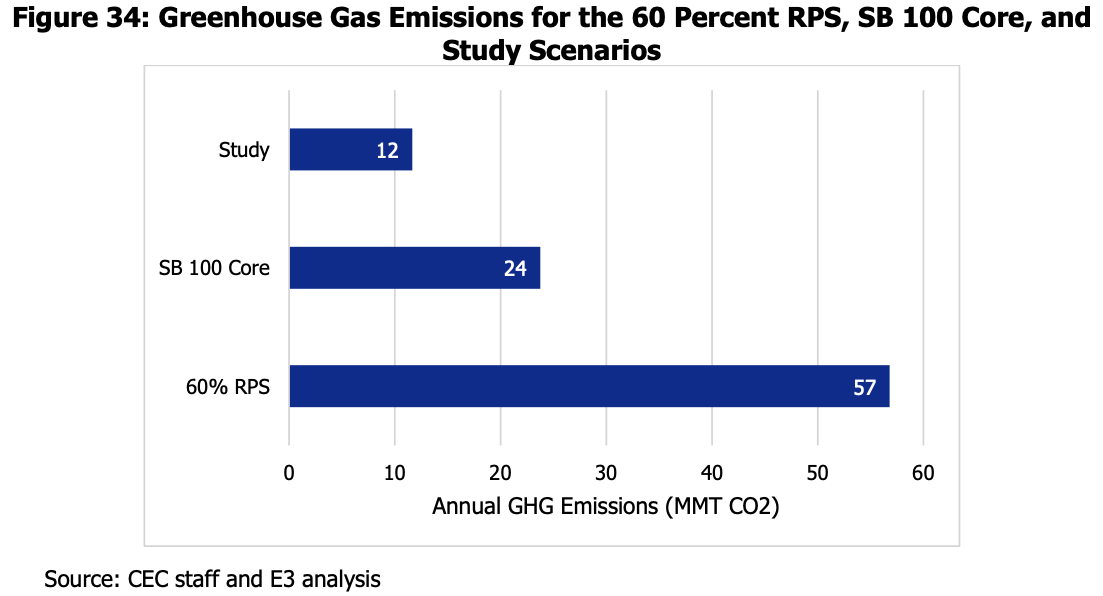 Figure 34: Greenhouse Gas Emissions for the 60 Percent RPS, SB 100 Core, and
Study Scenarios
Study
12
SB 100 Core
24
60% RPS
57
0 10 20 30 40 50 60
Annual GHG Emissions (MMT CO2)
Source: CEC staff and E3 analysis